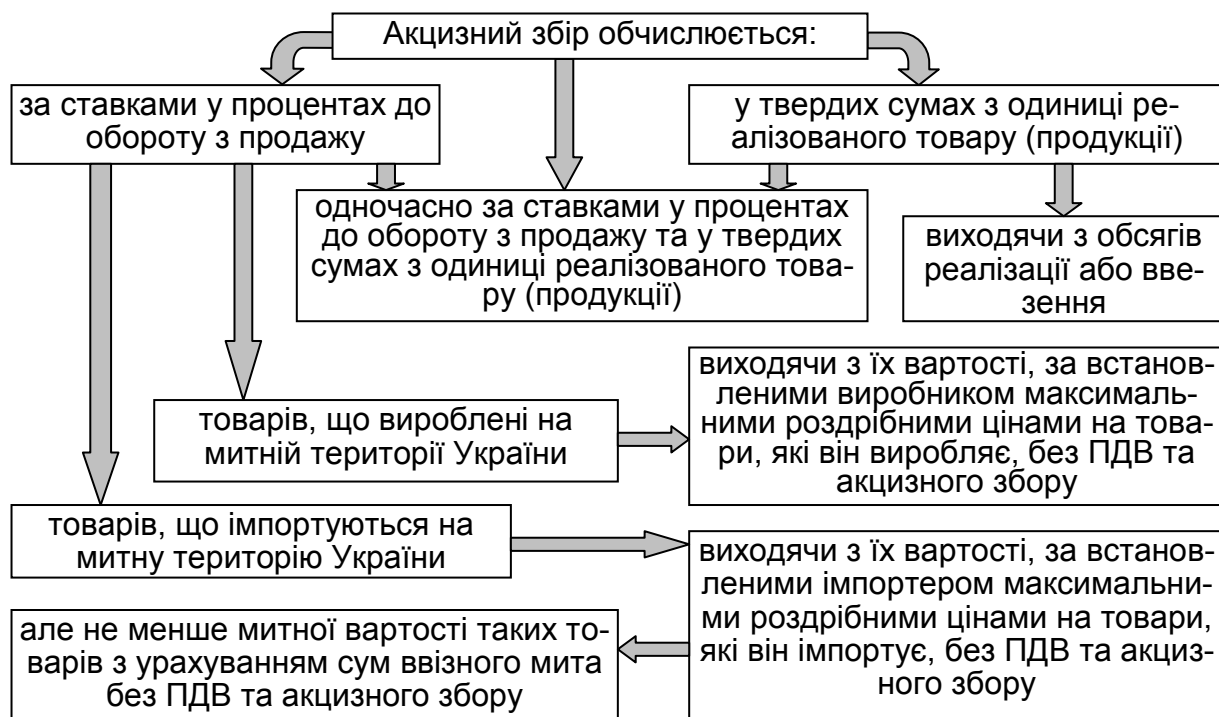 Акцизний збір обчислюється:
за ставками у процентах до
обороту з продажу
у твердих сумах з одиниці ре-
алізованого товару (продукції)
одночасно за ставками у процентах
до обороту з продажу та у твердих
сумах з одиниці реалізованого това-
ру (продукції)
виходячи з обсягів
реалізації або вве-
зення
товарів, що вироблені на
митній території України
виходячи з їх вартості, за встанов-
леними виробником максималь-
ними роздрібними цінами на това-
ри, які він виробляє, без ПДВ та
акцизного збору
товарів, що імпортуються на
митну територію України
виходячи з їх вартості, за встанов-
леними імпортером максимальни-
ми роздрібними цінами на товари,
які він імпортує, без ПДВ та акциз-
ного збору
але не менше митної вартості таких то-
варів з урахуванням сум ввізного мита
без ПДВ та акцизного збору